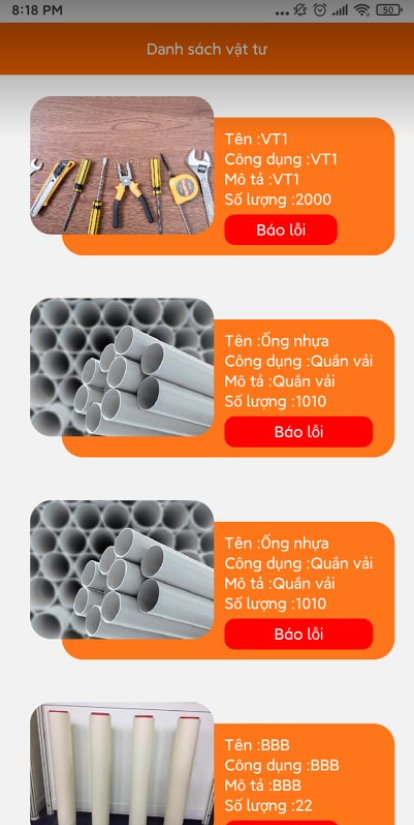 8:18 PM
50
Danh sách vật tư
Tên :VT1
Công dụng :VT1
Mô tả :VT1
Số lượng :2000
Báo lỗi
Tên :Ống nhựa
Công dụng :Quấn vải
Mô tả :Quấn vải
Số lượng :1010
Báo lỗi
Tên :Ống nhựa
Công dụng :Quấn vải
Mô tả :Quấn vải
Số lượng :1010
Báo lỗi
Tên :BBB
Công dụng :BBB
Mô tả :BBB
Số lượng :22